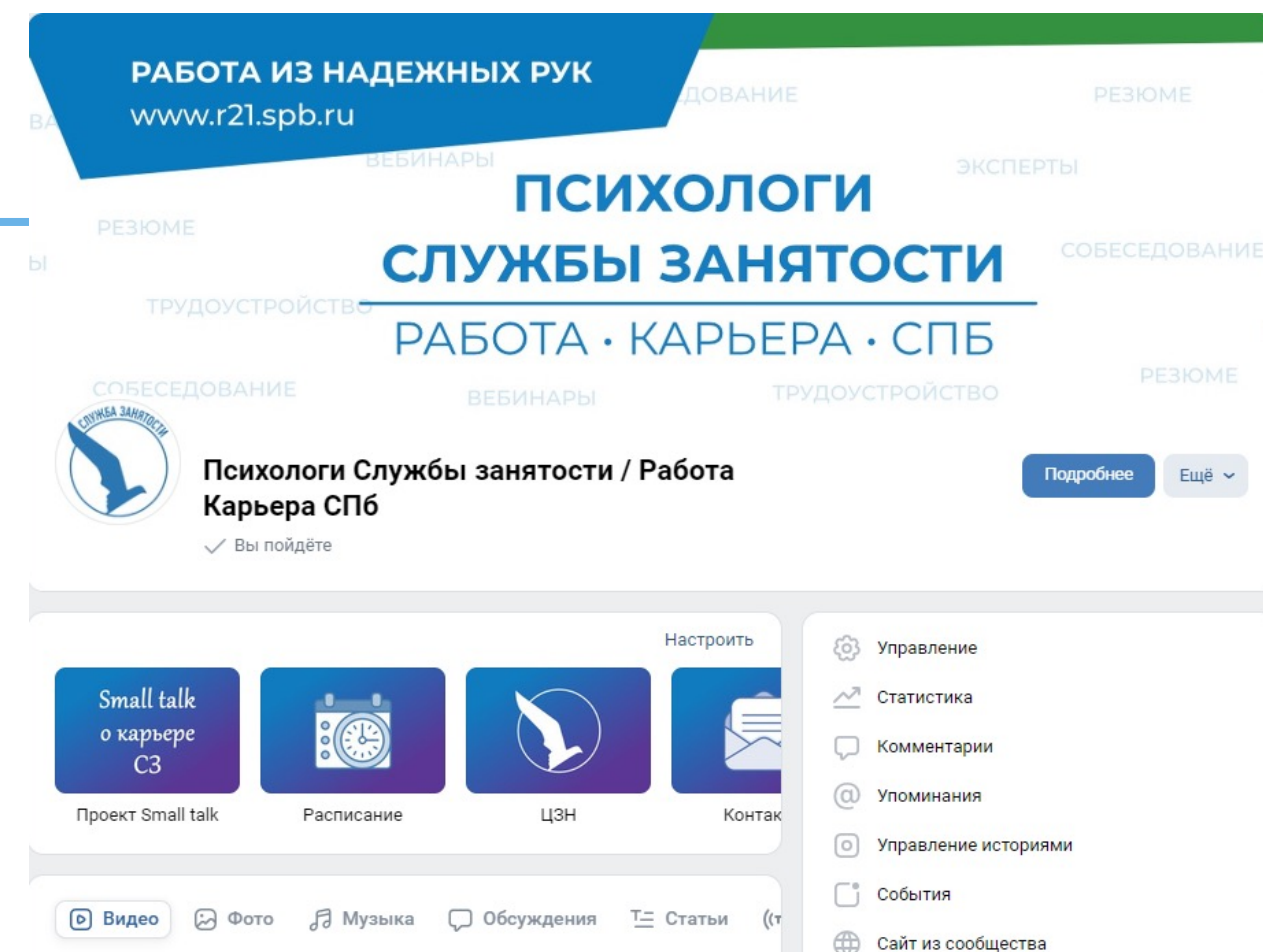 РАБОТА ИЗ НАДЕЖНЫХ РУК
www.r21.spb.ru
РЕЗЮМЕ
ВЕБИНАРЫ
ЭКСПЕРТЫ
ПСИХОЛОГИ
РЕЗЮМЕ
СЛУЖБЫ ЗАНЯТОСТИ
СОБЕСЕДОВАНИЕ
ТРУДОУСТРОЙСТВО
РАБОТА · КАРЬЕРА · СПБ
РЕЗЮМЕ
СОБЕСЕДОВАНИЕ
ВЕБИНАРЫ
ТРУДОУСТРОЙСТВО
СЛУЖБА ЗАНЯТОСТИ
Психологи Службы занятости / Работа
Карьера СПб
Вы пойдёте
Подробнее
Ещё
Настроить
Small talk
о карьере
СЗ
Проект Small talk
Расписание
ЦЗН
Контак
Видео
Фото
Музыка
Обсуждения
Статьи
Управление
Статистика
Комментарии
Упоминания
Управление историями
События
Сайт из сообщества